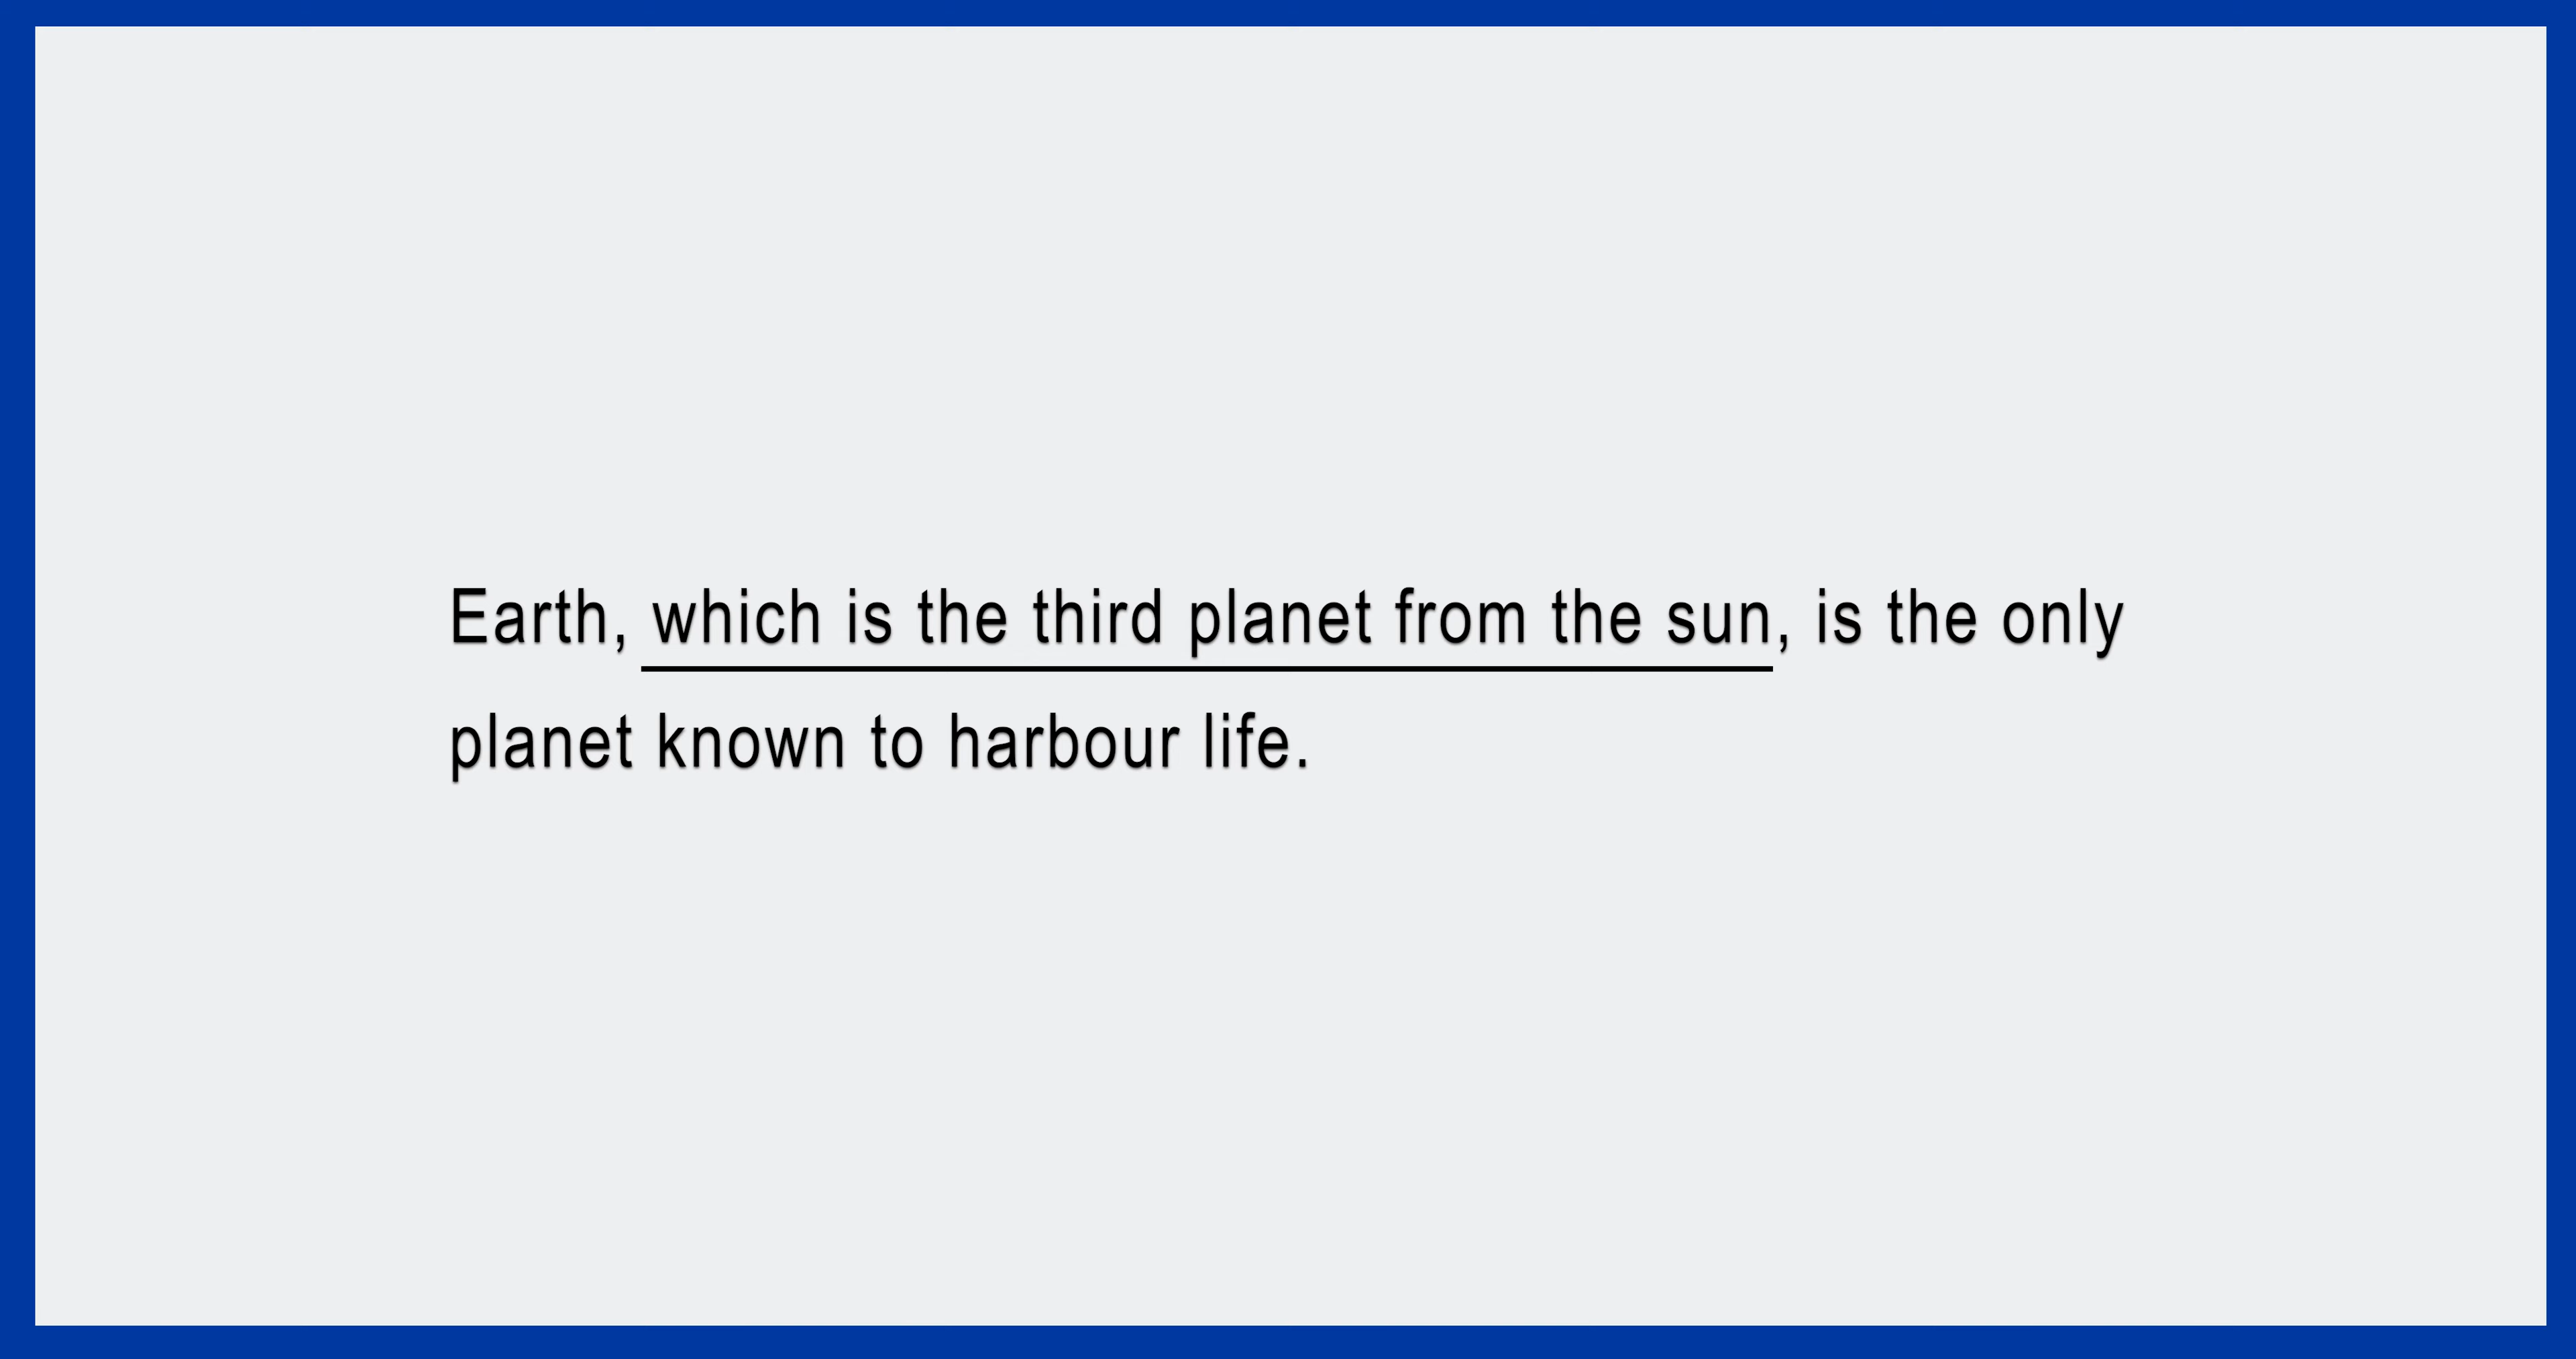 Earth, which is the third planet from the sun, is the only
planet known to harbour life.